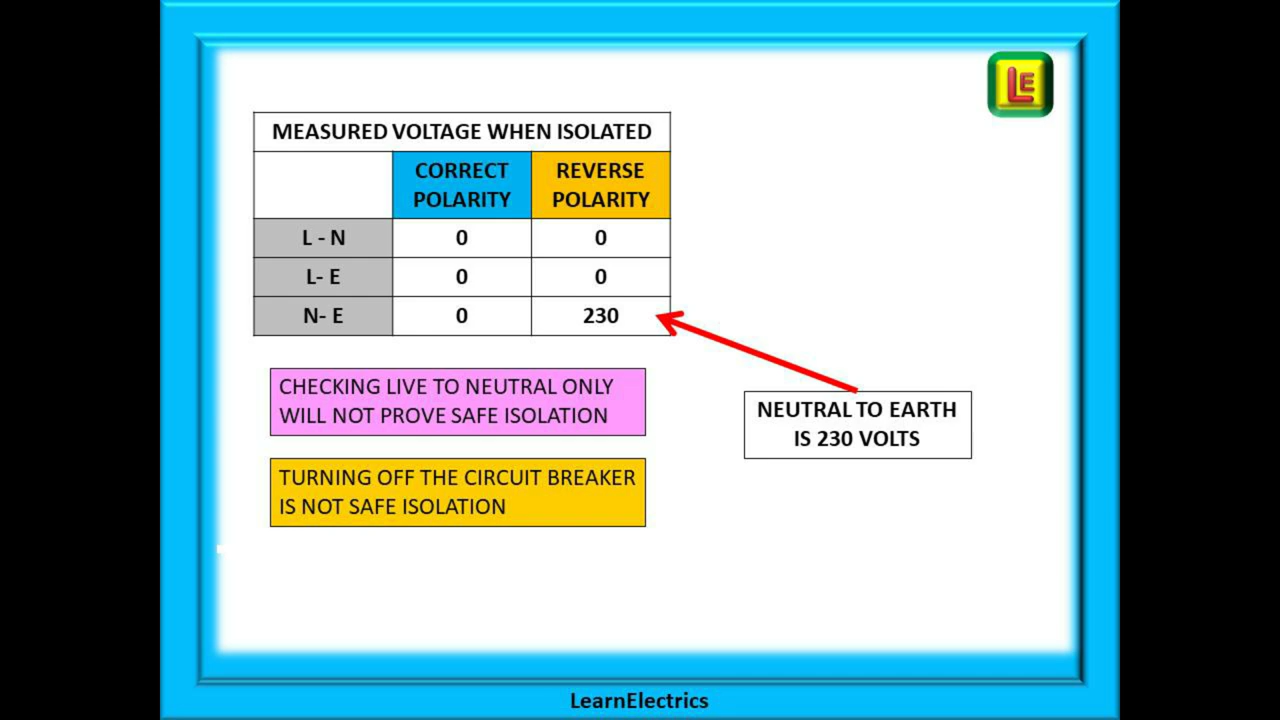 LE
MEASURED VOLTAGE WHEN ISOLATED
CORRECT POLARITY REVERSE POLARITY
L - N 0 0
L- E 0 0
N- E 0 230
CHECKING LIVE TO NEUTRAL ONLY
WILL NOT PROVE SAFE ISOLATION
NEUTRAL TO EARTH
IS 230 VOLTS
TURNING OFF THE CIRCUIT BREAKER
IS NOT SAFE ISOLATION
LearnElectrics